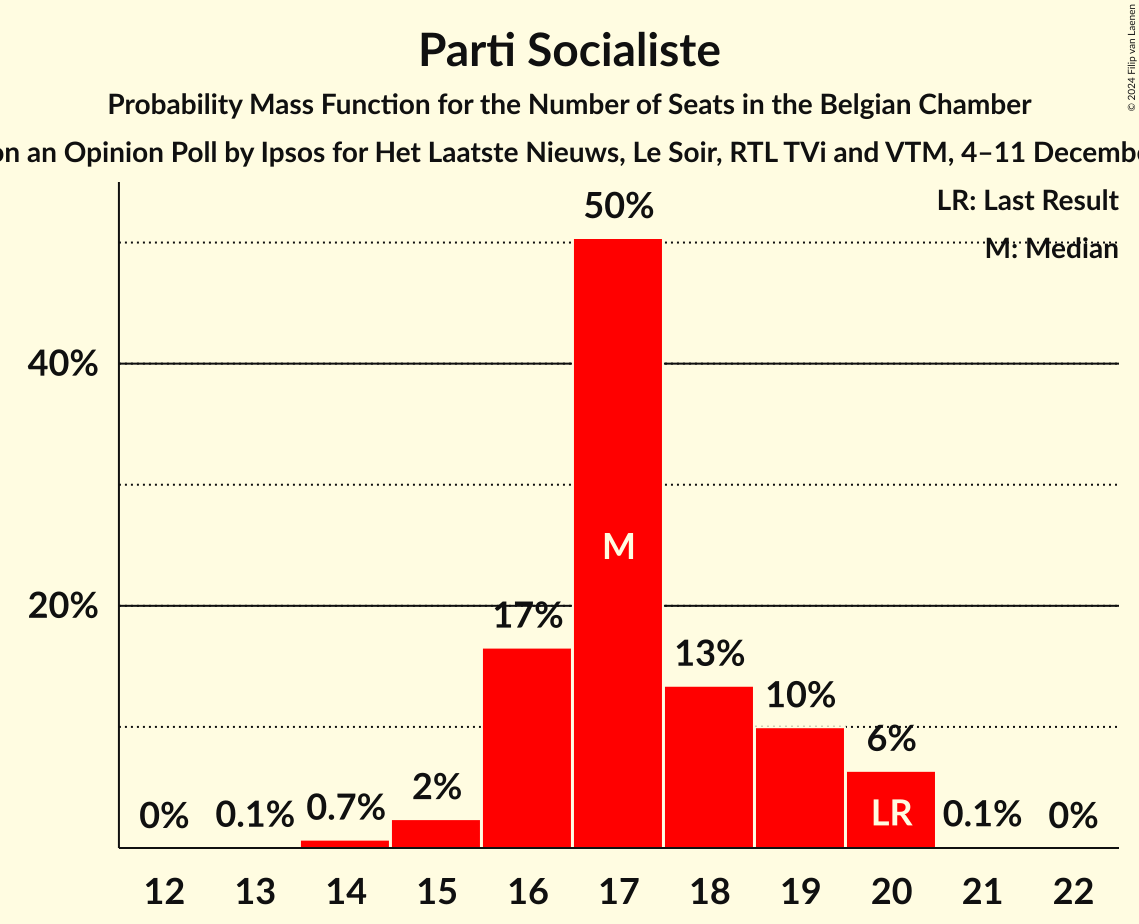 Parti Socialiste
Probability Mass Function for the Number of Seats in the Belgian Chamber
on an Opinion Poll by Ipsos for Het Laatste Nieuws, Le Soir, RTL TVi and VTM, 4–11
© 2024 Filip van Laenen
LR: Last Result
M: Median
50%
40%
20%
17%
13%
10%
6%
2%
0.7%
0.1%
0%
0.1%
0%
M
LR
12 13 14 15 16 17 18 19 20 21 22